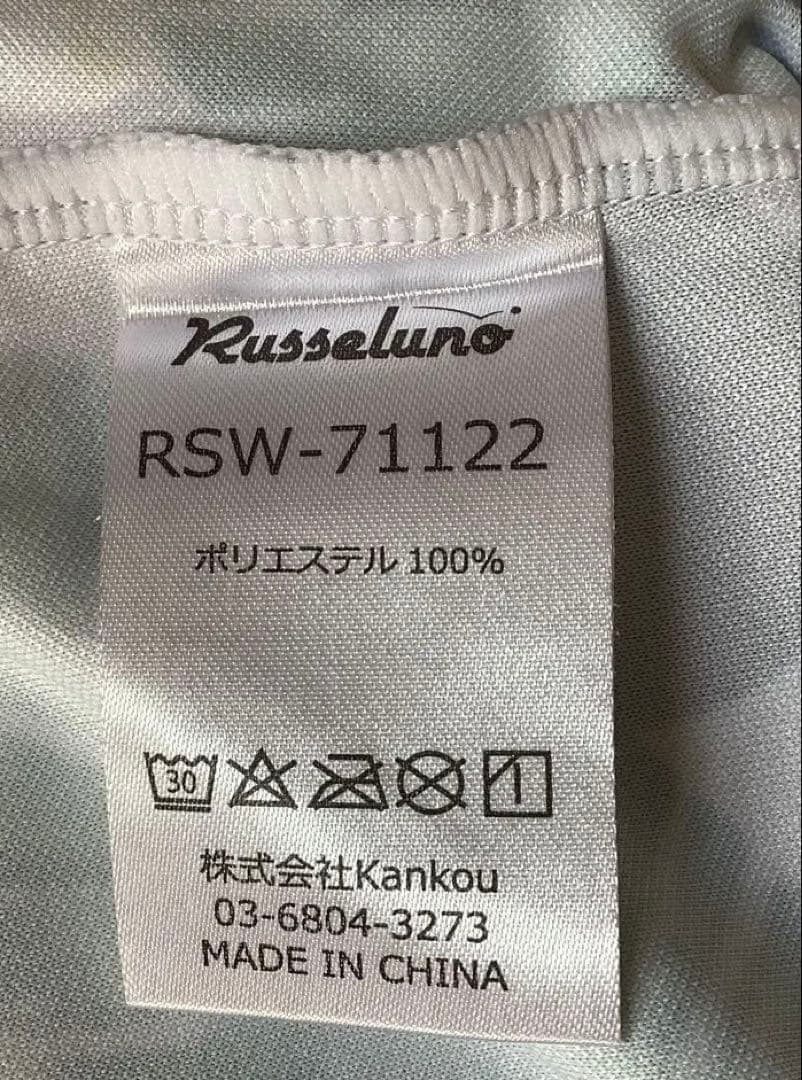 Russeluno
RSW-71122
ポリエステル 100%
30
株式会社Kankou
03-6804-3273
MADE IN CHINA